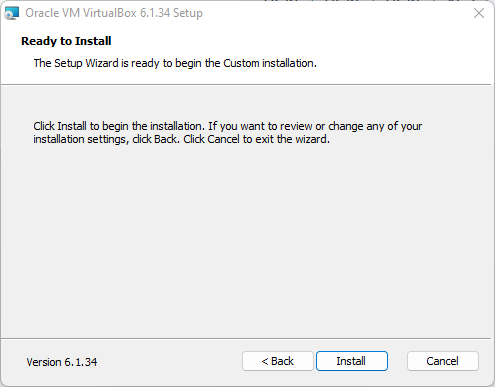 Oracle VM VirtualBox 6.1.34 Setup
Ready to Install
The Setup Wizard is ready to begin the Custom installation.
Click Install to begin the installation. If you want to review or change any of your
installation settings, click Back. Click Cancel to exit the wizard.
Version 6.1.34
< Back
Install
Cancel